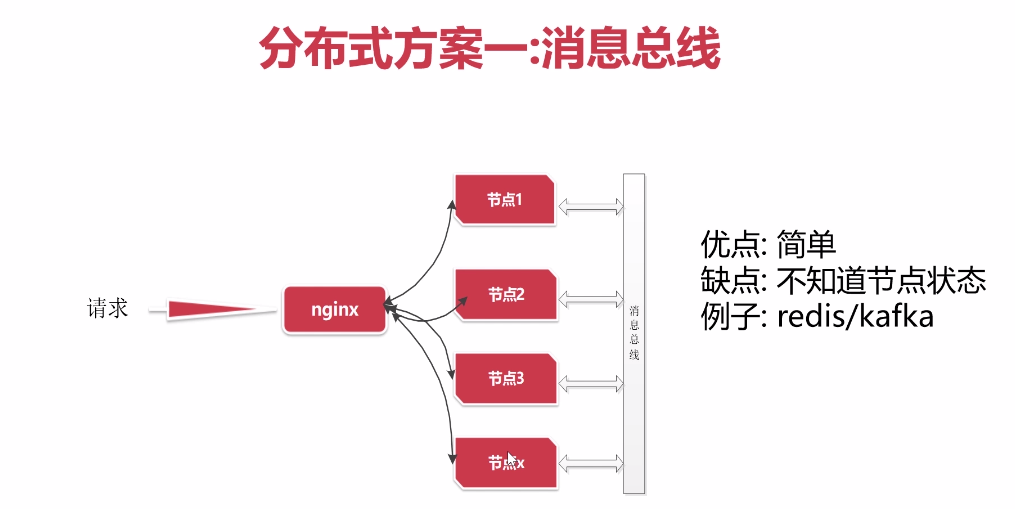 分布式方案一:消息总线
请求
nginx
节点1
节点2
节点3
节点x
消息总线
优点: 简单
缺点: 不知道节点状态
例子: redis/kafka